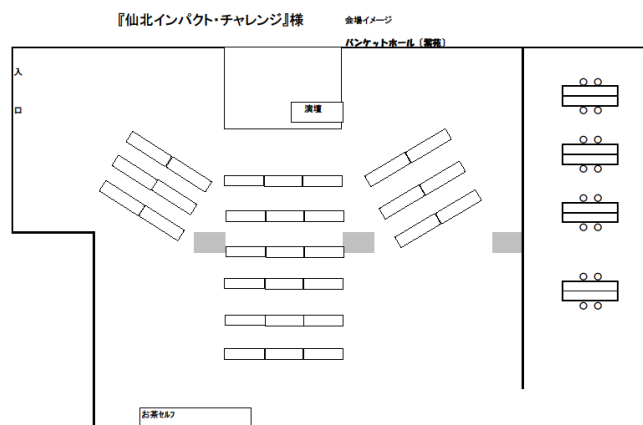 『仙北インパクト・チャレンジ』様
会場イメージ
バンケットホール〔紫苑〕
入
口
演壇
お茶セルフ